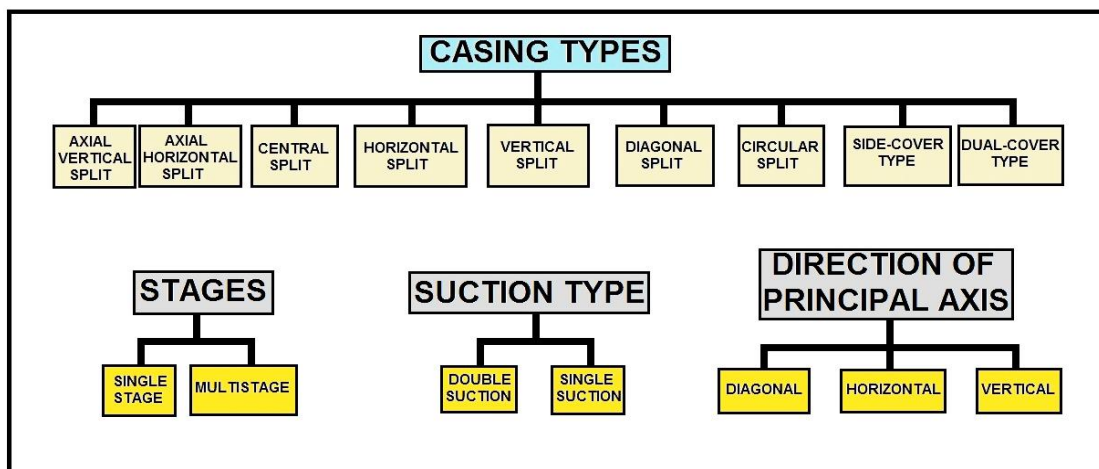 CASING TYPES
AXIAL
VERTICAL
SPLIT
AXIAL
HORIZONTAL
SPLIT
CENTRAL
SPLIT
HORIZONTAL
SPLIT
VERTICAL
SPLIT
DIAGONAL
SPLIT
CIRCULAR
SPLIT
SIDE-COVER
TYPE
DUAL-COVER
TYPE
STAGES
SINGLE
STAGE
MULTISTAGE
SUCTION TYPE
DOUBLE
SUCTION
SINGLE
SUCTION
DIRECTION OF
PRINCIPAL AXIS
DIAGONAL
HORIZONTAL
VERTICAL